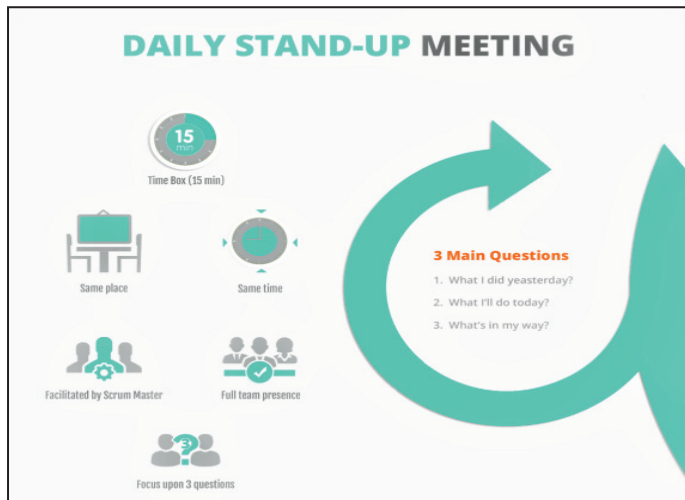 DAILY STAND-UP MEETING
15
min
Time Box (15 min)
Same place
Same time
Facilitated by Scrum Master
Full team presence
3
Focus upon 3 questions
3 Main Questions
1. What I did yeasterday?
2. What I'll do today?
3. What's in my way?